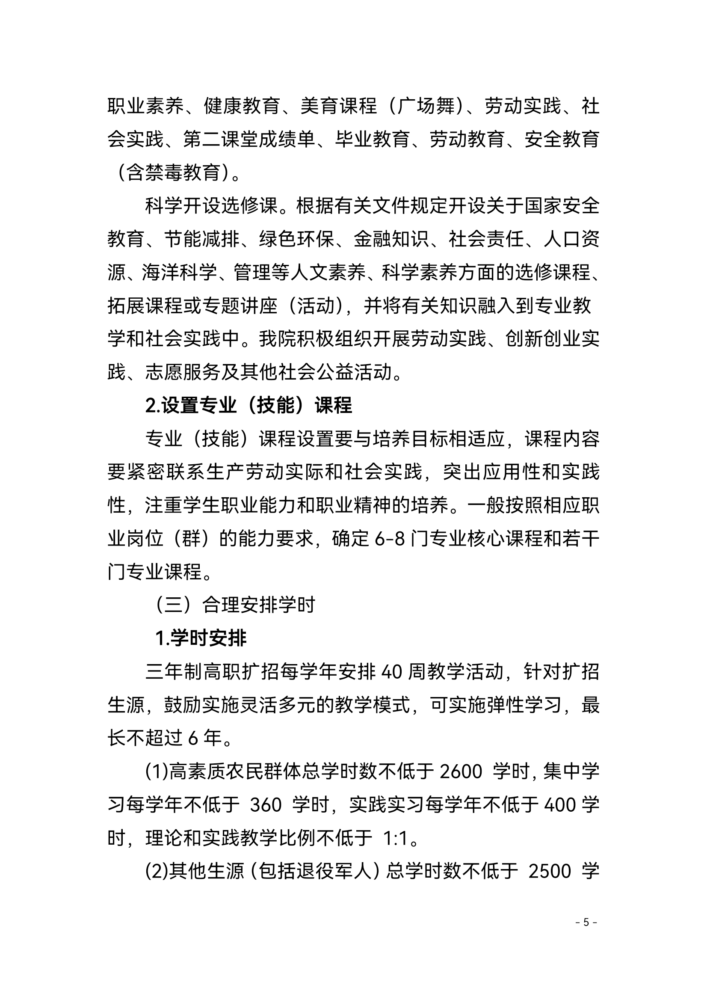 职业素养、健康教育、美育课程（广场舞）、劳动实践、社
会实践、第二课堂成绩单、毕业教育、劳动教育、安全教育
（含禁毒教育）。
科学开设选修课。根据有关文件规定开设关于国家安全
教育、节能减排、绿色环保、金融知识、社会责任、人口资
源、海洋科学、管理等人文素养、科学素养方面的选修课程、
拓展课程或专题讲座（活动），并将有关知识融入到专业教
学和社会实践中。我院积极组织开展劳动实践、创新创业实
践、志愿服务及其他社会公益活动。
2.设置专业（技能）课程
专业（技能）课程设置要与培养目标相适应，课程内容
要紧密联系生产劳动实际和社会实践，突出应用性和实践
性，注重学生职业能力和职业精神的培养。一般按照相应职
业岗位（群）的能力要求，确定 6-8 门专业核心课程和若干
门专业课程。
（三）合理安排学时
1.学时安排
三年制高职扩招每学年安排 40 周教学活动，针对扩招
生源，鼓励实施灵活多元的教学模式，可实施弹性学习，最
长不超过 6 年。
(1)高素质农民群体总学时数不低于 2600 学时，集中学
习每学年不低于 360 学时，实践实习每学年不低于 400 学
时，理论和实践教学比例不低于 1:1。
(2)其他生源（包括退役军人）总学时数不低于 2500 学
- 5 -